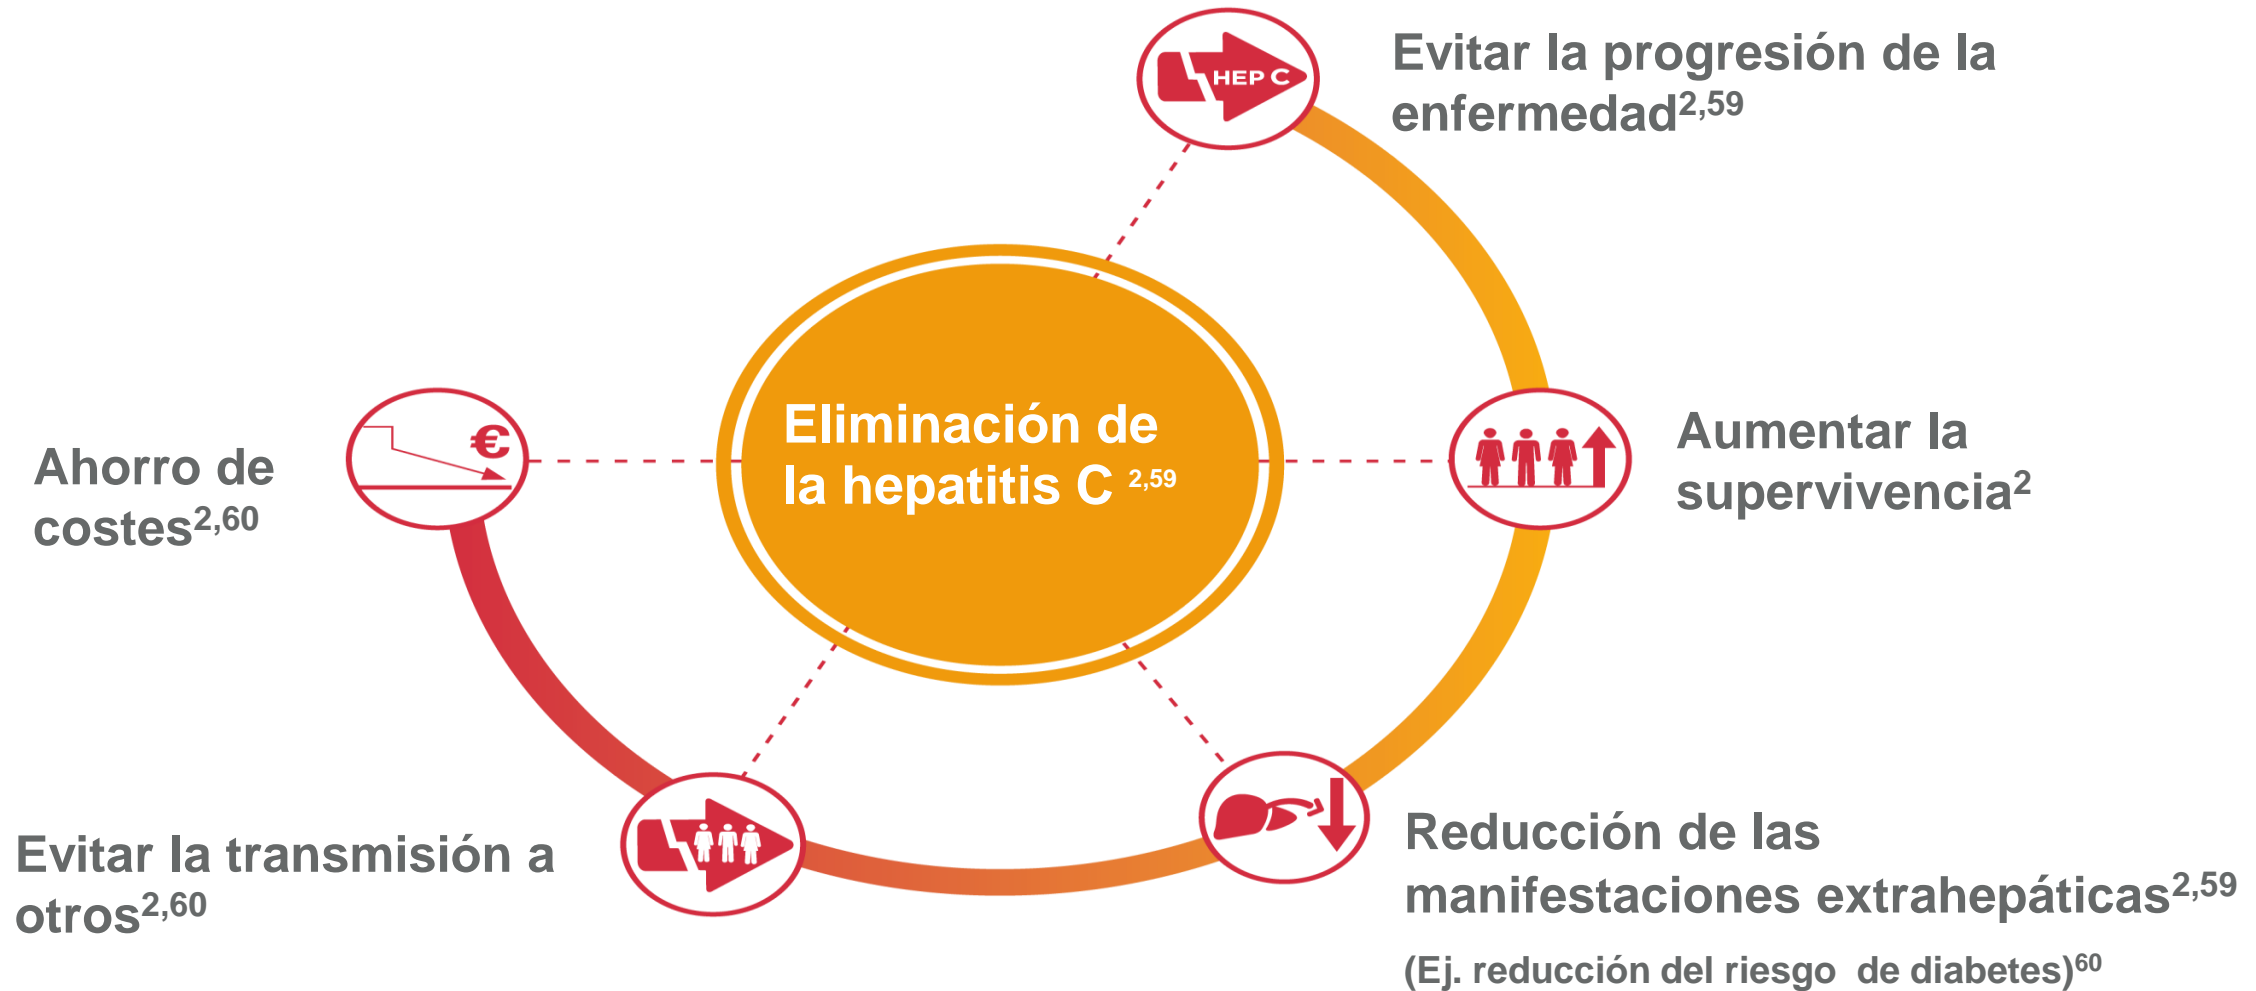 HEP C
Evitar la progresión de la
enfermedad2,59
Eliminación de
la hepatitis C 2,59
Aumentar la
supervivencia2
€
Ahorro de
costes2,60
Evitar la transmisión a
otros2,60
Reducción de las
manifestaciones extrahepáticas2,59
(Ej. reducción del riesgo de diabetes)60